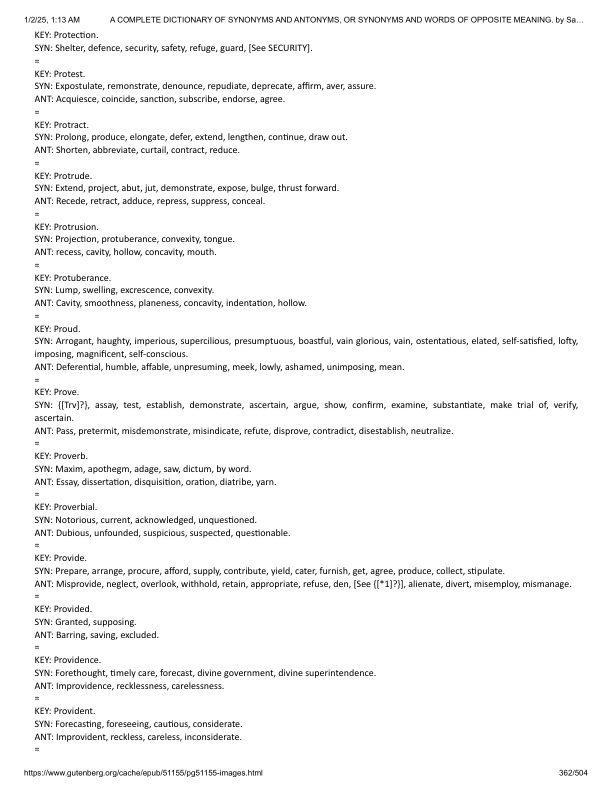 1/2/25, 1:13 AM A COMPLETE DICTIONARY OF SYNONYMS AND ANTONYMS, OR SYNONYMS AND WORDS OF OPPOSITE MEANING. by Sa…
KEY: Protection.
SYN: Shelter, defence, security, safety, refuge, guard, [See SECURITY].
=
KEY: Protest.
SYN: Expostulate, remonstrate, denounce, repudiate, deprecate, affirm, aver, assure.
ANT: Acquiesce, coincide, sanction, subscribe, endorse, agree.
=
KEY: Protract.
SYN: Prolong, produce, elongate, defer, extend, lengthen, continue, draw out.
ANT: Shorten, abbreviate, curtail, contract, reduce.
=
KEY: Protrude.
SYN: Extend, project, abut, jut, demonstrate, expose, bulge, thrust forward.
ANT: Recede, retract, adduce, repress, suppress, conceal.
=
KEY: Protrusion.
SYN: Projection, protuberance, convexity, tongue.
ANT: recess, cavity, hollow, concavity, mouth.
=
KEY: Protuberance.
SYN: Lump, swelling, excrescence, convexity.
ANT: Cavity, smoothness, planeness, concavity, indentation, hollow.
=
KEY: Proud.
SYN: Arrogant, haughty, imperious, supercilious, presumptuous, boastful, vain glorious, vain, ostentatious, elated, self-satisfied, lofty,
imposing, magnificent, self-conscious.
ANT: Deferential, humble, affable, unpresuming, meek, lowly, ashamed, unimposing, mean.
=
KEY: Prove.
SYN: {[Trv]?}, assay, test, establish, demonstrate, ascertain, argue, show, confirm, examine, substantiate, make trial of, verify,
ascertain.
ANT: Pass, pretermit, misdemonstrate, misindicate, refute, disprove, contradict, disestablish, neutralize.
=
KEY: Proverb.
SYN: Maxim, apothegm, adage, saw, dictum, by word.
ANT: Essay, dissertation, disquisition, oration, diatribe, yarn.
=
KEY: Proverbial.
SYN: Notorious, current, acknowledged, unquestioned.
ANT: Dubious, unfounded, suspicious, suspected, questionable.
=
KEY: Provide.
SYN: Prepare, arrange, procure, afford, supply, contribute, yield, cater, furnish, get, agree, produce, collect, stipulate.
ANT: Misprovide, neglect, overlook, withhold, retain, appropriate, refuse, den, [See {[*1]?}], alienate, divert, misemploy, mismanage.
=
KEY: Provided.
SYN: Granted, supposing.
ANT: Barring, saving, excluded.
=
KEY: Providence.
SYN: Forethought, timely care, forecast, divine government, divine superintendence.
ANT: Improvidence, recklessness, carelessness.
=
KEY: Provident.
SYN: Forecasting, foreseeing, cautious, considerate.
ANT: Improvident, reckless, careless, inconsiderate.
=
https://www.gutenberg.org/cache/epub/51155/pg51155-images.html 362/504